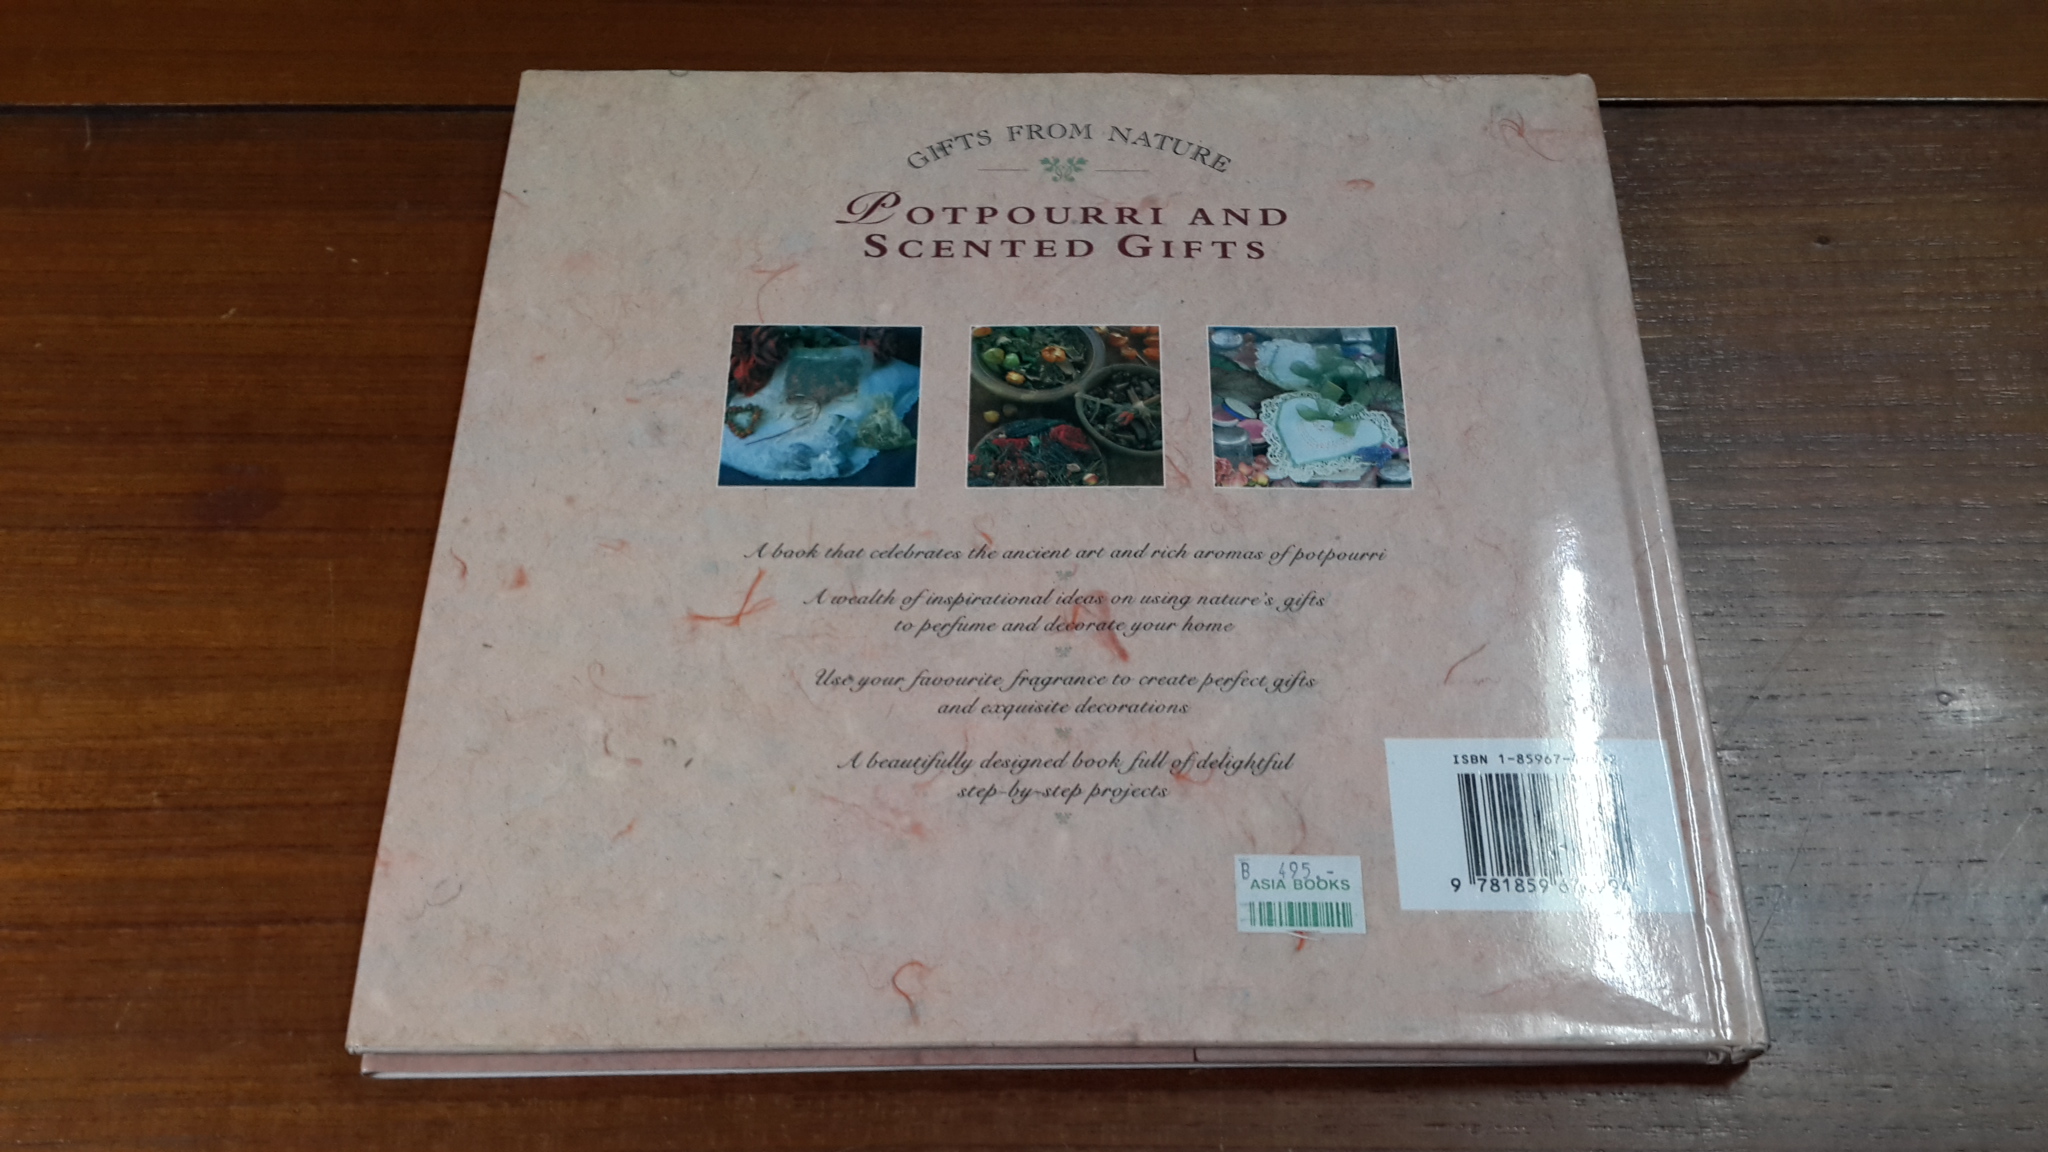 GIFTS FROM NATURE
POTPOURRI AND
SCENTED GIFTS
A book that celebrates the ancient art and rich aromas of potpourri
A wealth of inspirational ideas on using nature's gifts
to perfume and decorate your home
Use your favourite fragrance to create perfect gifts
and exquisite decorations
A beautifully designed book full of delightful
step-by-step projects
ISBN 1-85967-
9 781859
B 495.-
ASIA BOOKS